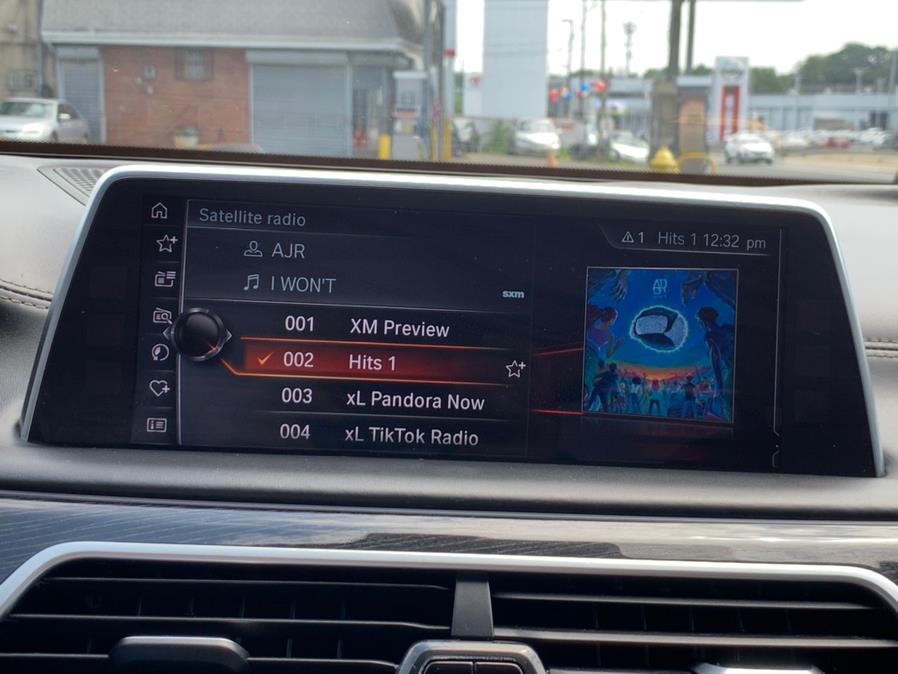 Satellite radio
1 Hits 1 12:32 pm
AJR
I WON'T
sxm
001 XM Preview
002 Hits 1
003 xL Pandora Now
004 xL TikTok Radio
AJR